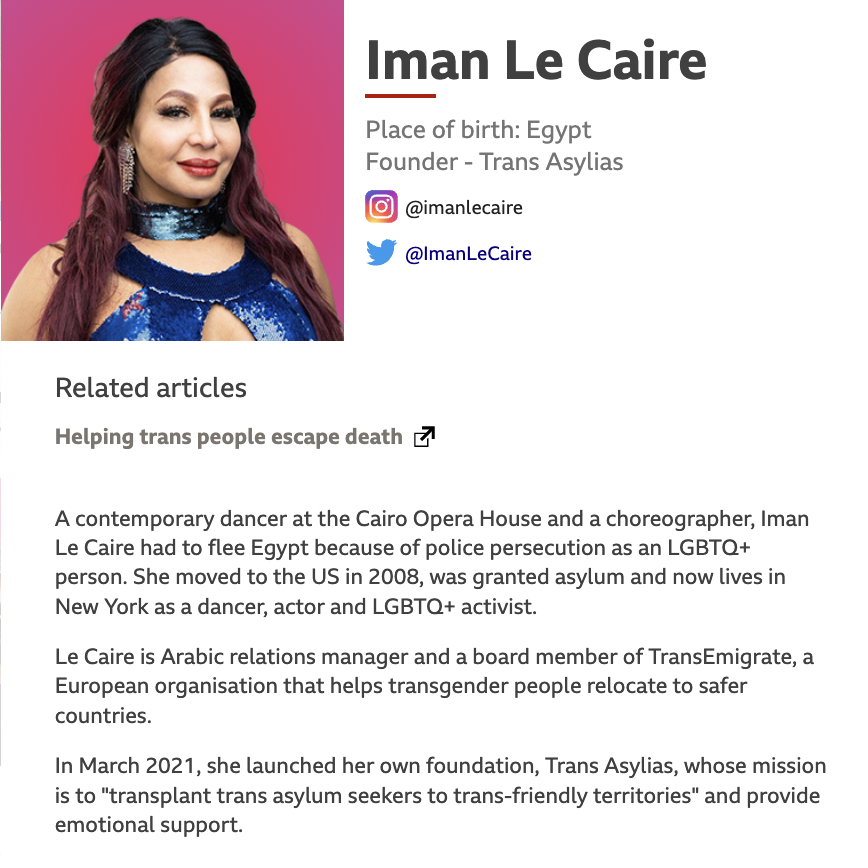 Iman Le Caire
Place of birth: Egypt
Founder - Trans Asylias
@imanlecaire
@ImanLeCaire
Related articles
Helping trans people escape death
A contemporary dancer at the Cairo Opera House and a choreographer, Iman
Le Caire had to flee Egypt because of police persecution as an LGBTQ+
person. She moved to the US in 2008, was granted asylum and now lives in
New York as a dancer, actor and LGBTQ+ activist.
Le Caire is Arabic relations manager and a board member of TransEmigrate, a
European organisation that helps transgender people relocate to safer
countries.
In March 2021, she launched her own foundation, Trans Asylias, whose mission
is to "transplant trans asylum seekers to trans-friendly territories" and provide
emotional support.